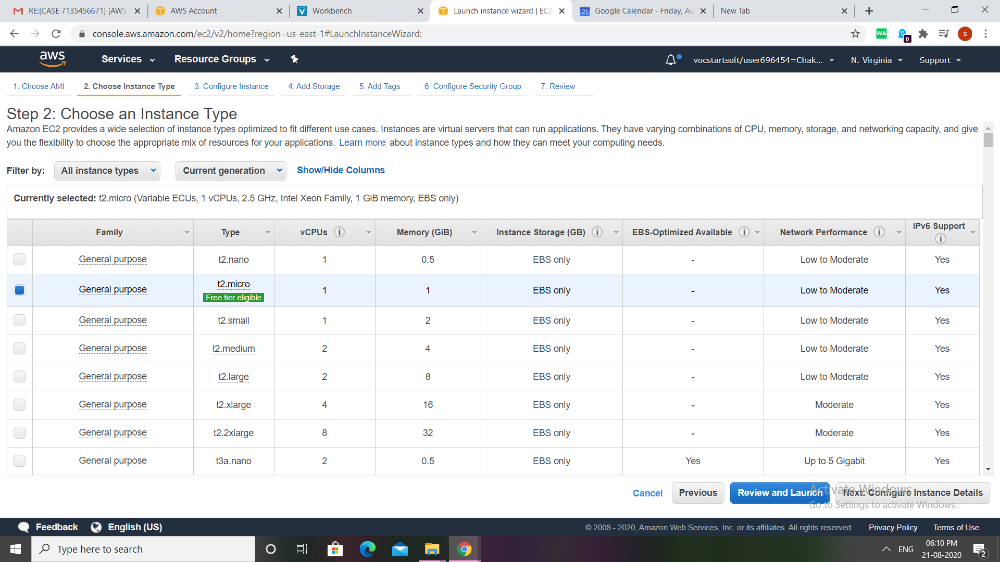 RE:[CASE 7135456671] [AWS
AWS Account
Workbench
Launch instance wizard | EC2
Google Calendar - Friday, Au
New Tab
console.aws.amazon.com/ec2/v2/home?region=us-east-1#LaunchInstanceWizard:
WA
0
S
aws
Services
Resource Groups
vocstartsoft/user696454=Chak...
N. Virginia
Support
1. Choose AMI
2. Choose Instance Type
3. Configure Instance
4. Add Storage
5. Add Tags
6. Configure Security Group
7. Review
Step 2: Choose an Instance Type
Amazon EC2 provides a wide selection of instance types optimized to fit different use cases. Instances are virtual servers that can run applications. They have varying combinations of CPU, memory, storage, and networking capacity, and give
you the flexibility to choose the appropriate mix of resources for your applications. Learn more about instance types and how they can meet your computing needs.
Filter by: All instance types Current generation Show/Hide Columns
Currently selected: t2.micro (Variable ECUs, 1 vCPUs, 2.5 GHz, Intel Xeon Family, 1 GiB memory, EBS only)
Family Type vCPUs Memory (GiB) Instance Storage (GB) EBS-Optimized Available Network Performance IPv6 Support
General purpose t2.nano 1 0.5 EBS only - Low to Moderate Yes
General purpose t2.micro 1 1 EBS only - Low to Moderate Yes
Free tier eligible
General purpose t2.small 1 2 EBS only - Low to Moderate Yes
General purpose t2.medium 2 4 EBS only - Low to Moderate Yes
General purpose t2.large 2 8 EBS only - Low to Moderate Yes
General purpose t2.xlarge 4 16 EBS only - Moderate Yes
General purpose t2.2xlarge 8 32 EBS only - Moderate Yes
General purpose t3a.nano 2 0.5 EBS only Yes Up to 5 Gigabit Yes
Cancel Previous Review and Launch Next: Configure Instance Details
Activate Windows
Go to Settings to activate Windows.
Feedback English (US)
© 2008 - 2020, Amazon Web Services, Inc. or its affiliates. All rights reserved. Privacy Policy Terms of Use
Type here to search
ENG
06:10 PM
21-08-2020
2